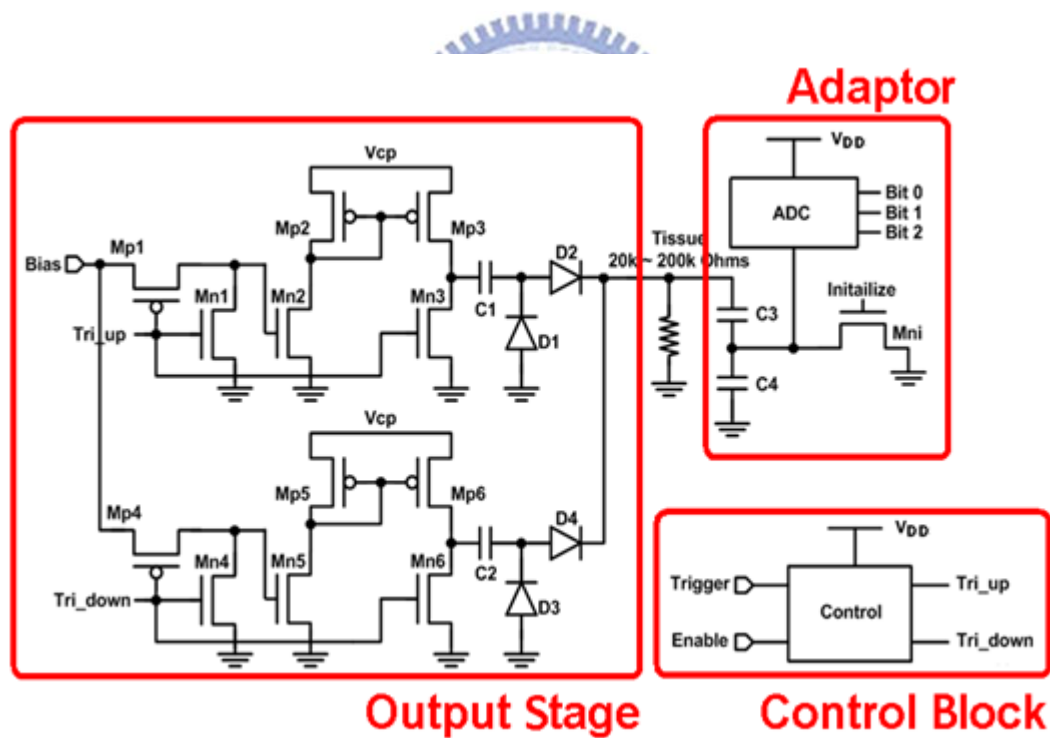 Adaptor
VDD
ADC
Bit 0
Bit 1
Bit 2
Initailize
Mni
C3
C4
Tissue
20k ~ 200k Ohms
Vcp
Mp2
Mp3
Mp1
Bias
Mn1
Mn2
Mn3
Tri_up
C1
D2
D1
Vcp
Mp5
Mp6
Mp4
Mn4
Mn5
Mn6
Tri_down
C2
D4
D3
Output Stage
VDD
Trigger
Enable
Control
Tri_up
Tri_down
Control Block